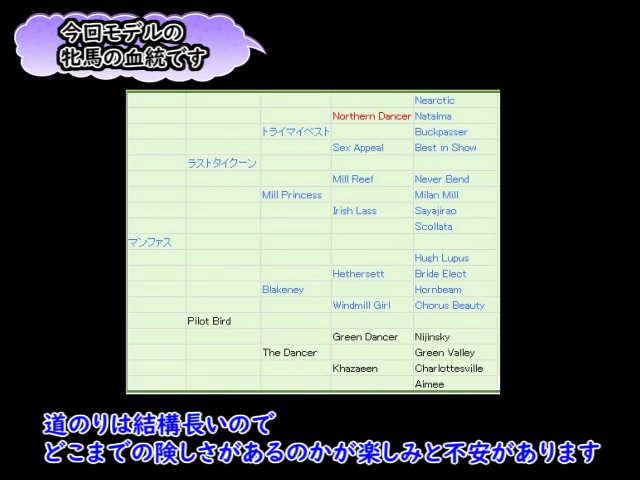 今回モデルの
牝馬の血統です
Nearctic
Northern Dancer Natalma
トライマイベスト Buckpasser
Sex Appeal Best in Show
ラストタイクーン
Mill Reef Never Bend
Mill Princess Milan Mill
Irish Lass Sayajirao
Scollata
マンファス
Hugh Lupus
Hethersett Bride Elect
Blakeney Hornbeam
Windmill Girl Chorus Beauty
Pilot Bird
Green Dancer Nijinsky
The Dancer Green Valley
Khazaeen Charlottesville
Aimee
道のりは結構長いので
どこまでの険しさがあるのかが楽しみと不安があります